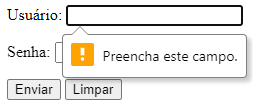 Usuário:
Preencha este campo.
Senha:
Enviar Limpar